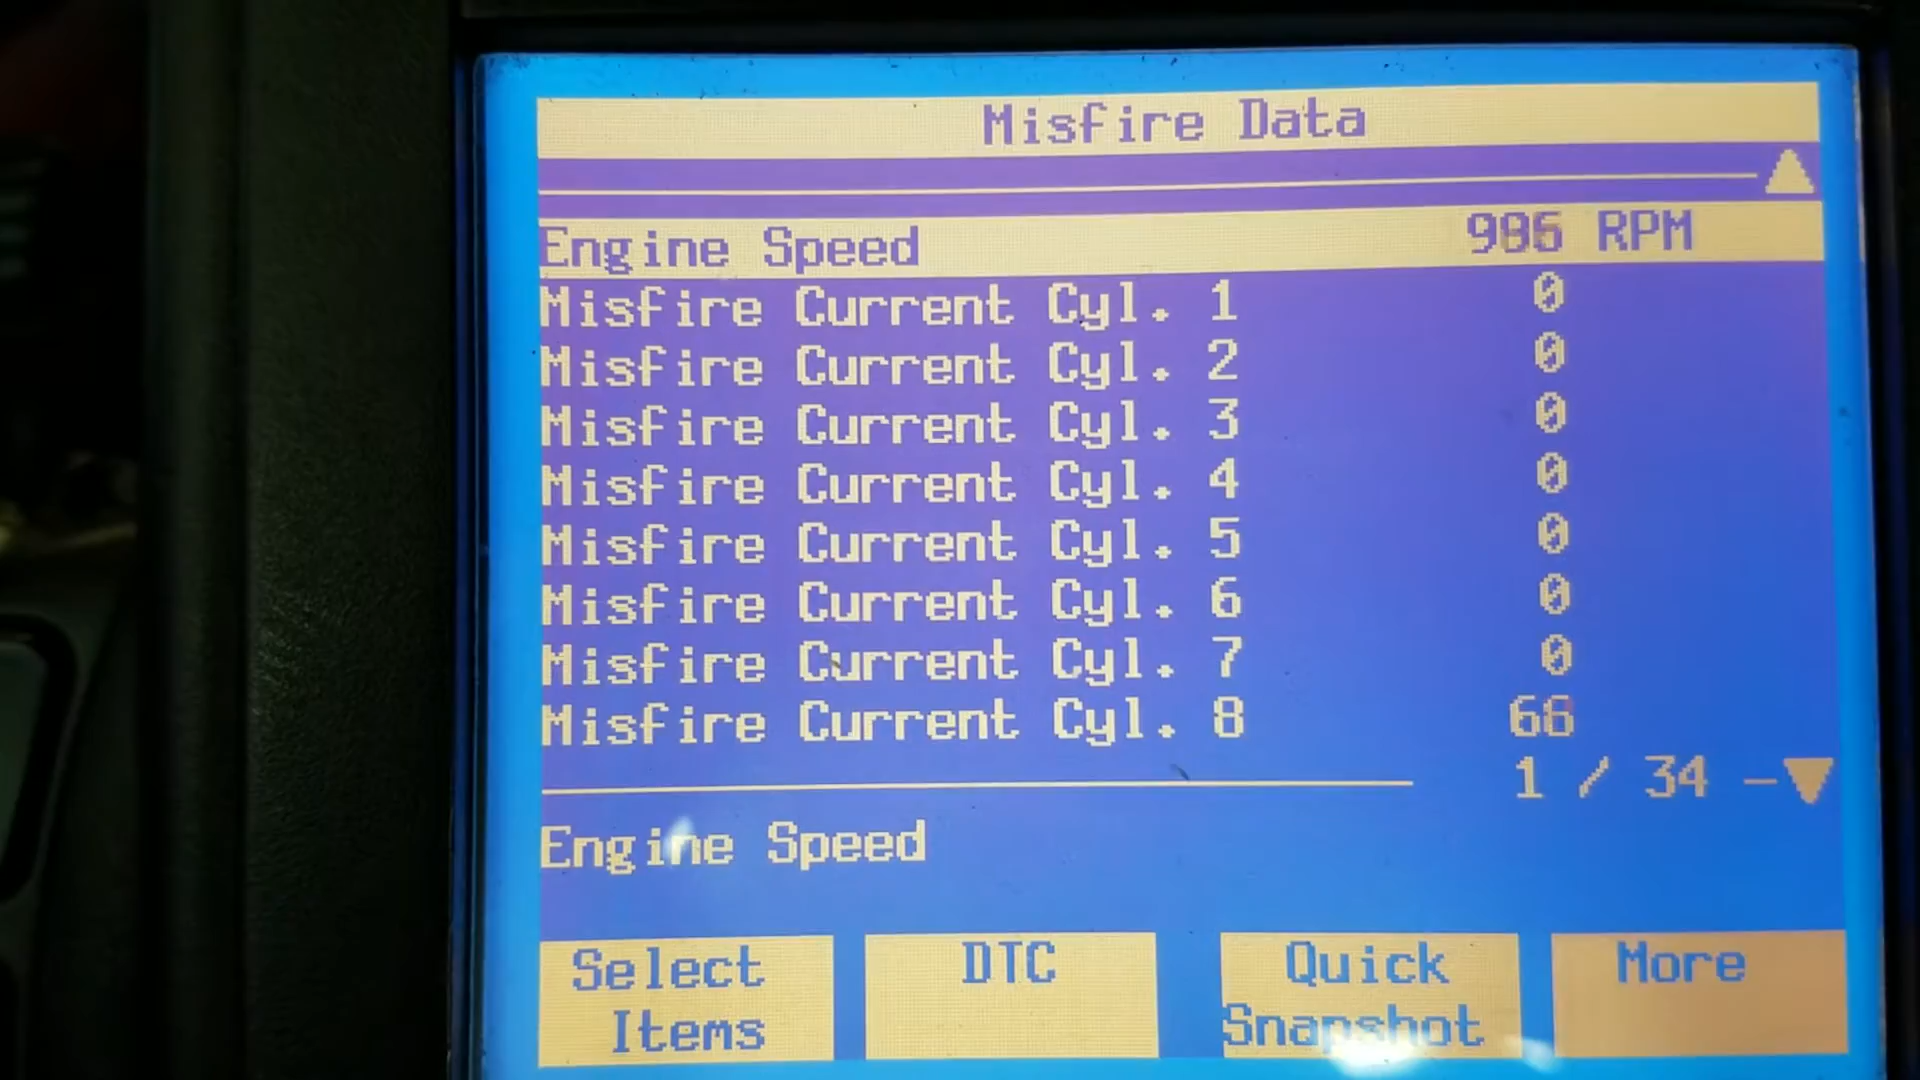 Misfire Data
Engine Speed RPM
Misfire Current Cyl. 1 0
Misfire Current Cyl. 2 0
Misfire Current Cyl. 3 0
Misfire Current Cyl. 4 0
Misfire Current Cyl. 5 0
Misfire Current Cyl. 6 0
Misfire Current Cyl. 7 0
Misfire Current Cyl. 8
1 / 34
Engine Speed
Select Items
DTC
Quick Snapshot
More